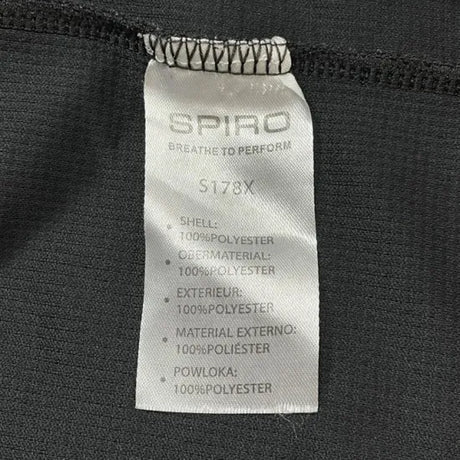 SPIRO
BREATHE TO PERFORM
S178X
• SHELL:
100%POLYESTER
• OBERMATERIAL:
100%POLYESTER
• EXTERIEUR:
100%POLYESTER
• MATERIAL EXTERNO:
100%POLIÉSTER
• POWLOKA:
100%POLYESTER